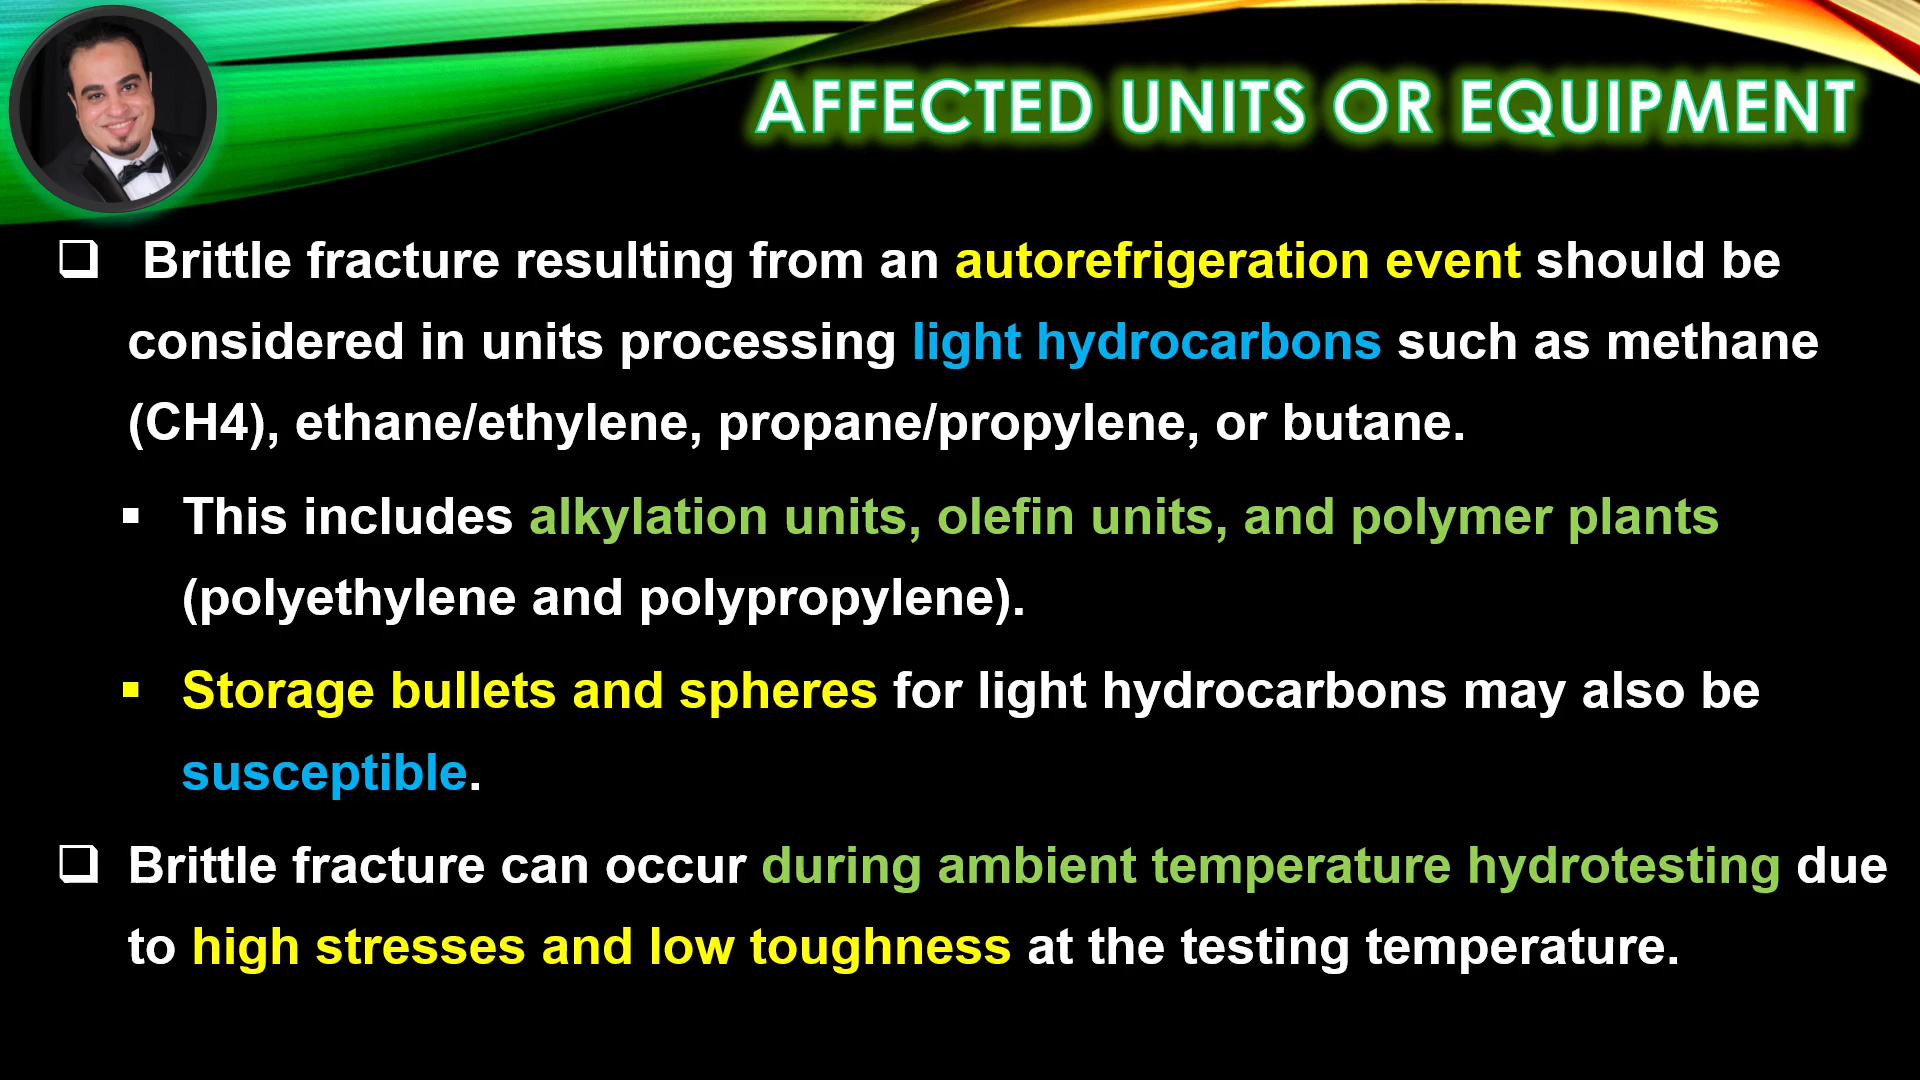 AFFECTED UNITS OR EQUIPMENT
❑ Brittle fracture resulting from an autorefrigeration event should be
considered in units processing light hydrocarbons such as methane
(CH4), ethane/ethylene, propane/propylene, or butane.
▪ This includes alkylation units, olefin units, and polymer plants
(polyethylene and polypropylene).
▪ Storage bullets and spheres for light hydrocarbons may also be
susceptible.
❑ Brittle fracture can occur during ambient temperature hydrotesting due
to high stresses and low toughness at the testing temperature.